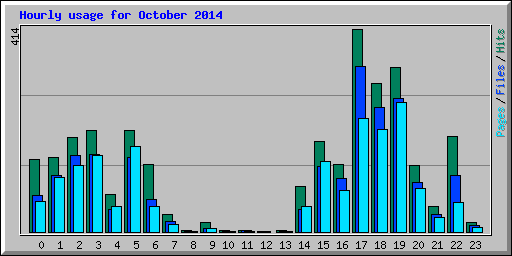 Hourly usage for October 2014
414
Pages/Files/Hits
0 1 2 3 4 5 6 7 8 9 10 11 12 13 14 15 16 17 18 19 20 21 22 23